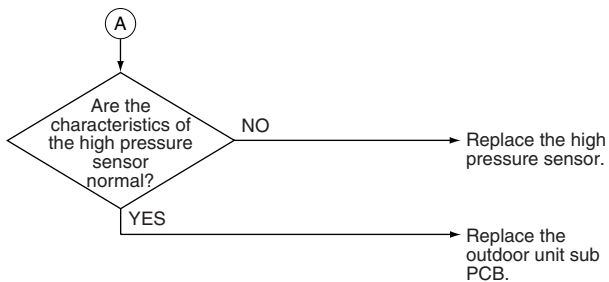 A
Are the
characteristics of
the high pressure
sensor
normal?
NO
Replace the high
pressure sensor.
YES
Replace the
outdoor unit sub
PCB.